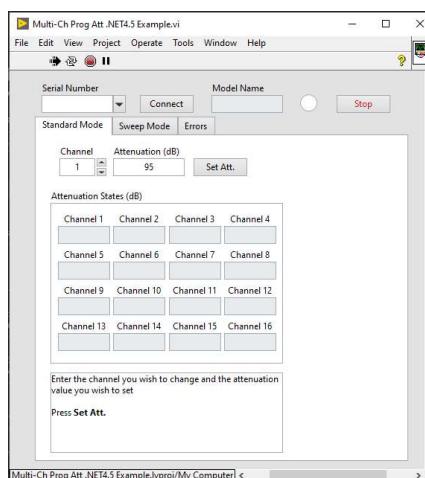 Multi-Ch Prog Att .NET4.5 Example.vi
File Edit View Project Operate Tools Window Help
Serial Number Model Name
Connect Stop
Standard Mode Sweep Mode Errors
Channel Attenuation (dB)
1 95 Set Att.
Attenuation States (dB)
Channel 1 Channel 2 Channel 3 Channel 4
Channel 5 Channel 6 Channel 7 Channel 8
Channel 9 Channel 10 Channel 11 Channel 12
Channel 13 Channel 14 Channel 15 Channel 16
Enter the channel you wish to change and the attenuation
value you wish to set
Press Set Att.
Multi-Ch Prog Att .NET4.5 Example.lvproj/My Computer